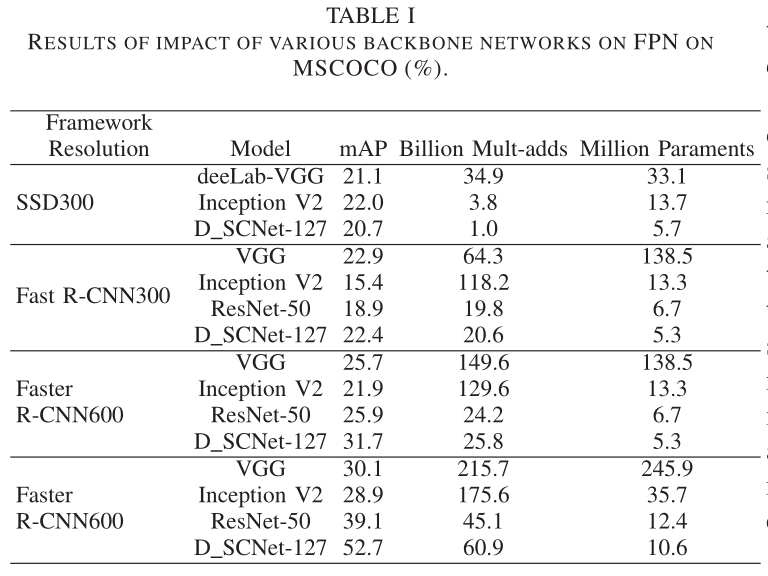 TABLE I
RESULTS OF IMPACT OF VARIOUS BACKBONE NETWORKS ON FPN ON
MSCOCO (%).
Framework
Resolution Model mAP Billion Mult-adds Million Paraments
SSD300
deeLab-VGG 21.1 34.9 33.1
Inception V2 22.0 3.8 13.7
D_SCNet-127 20.7 1.0 5.7
Fast R-CNN300
VGG 22.9 64.3 138.5
Inception V2 15.4 118.2 13.3
ResNet-50 18.9 19.8 6.7
D_SCNet-127 22.4 20.6 5.3
Faster
R-CNN600
VGG 25.7 149.6 138.5
Inception V2 21.9 129.6 13.3
ResNet-50 25.9 24.2 6.7
D_SCNet-127 31.7 25.8 5.3
Faster
R-CNN600
VGG 30.1 215.7 245.9
Inception V2 28.9 175.6 35.7
ResNet-50 39.1 45.1 12.4
D_SCNet-127 52.7 60.9 10.6